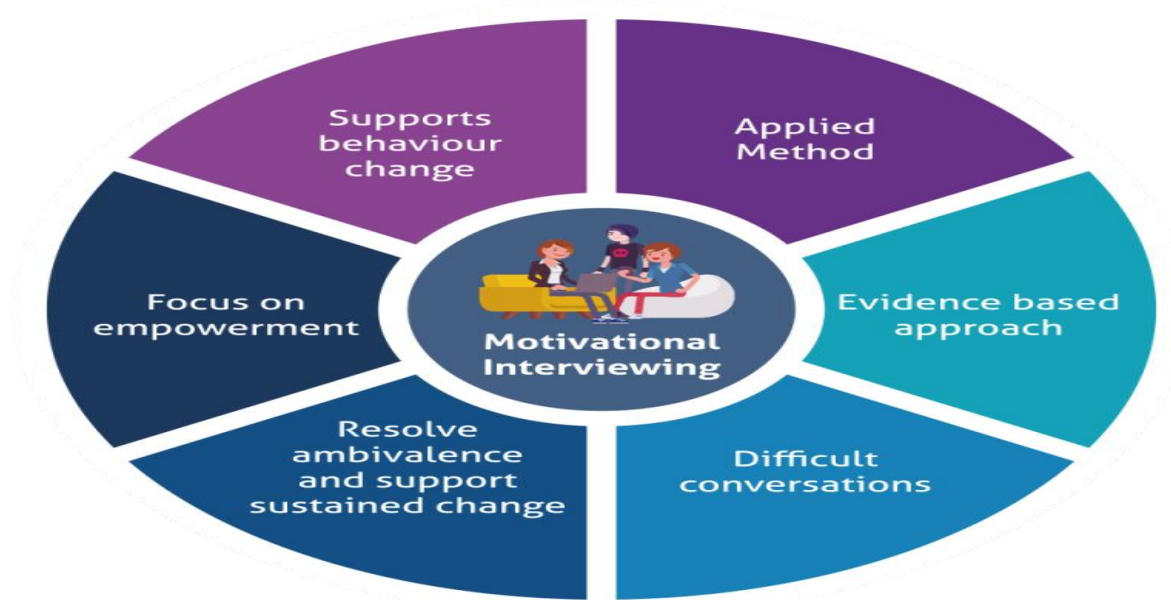 Supports
behaviour
change
Applied
Method
Focus on
empowerment
Motivational
Interviewing
Evidence based
approach
Resolve
ambivalence
and support
sustained change
Difficult
conversations